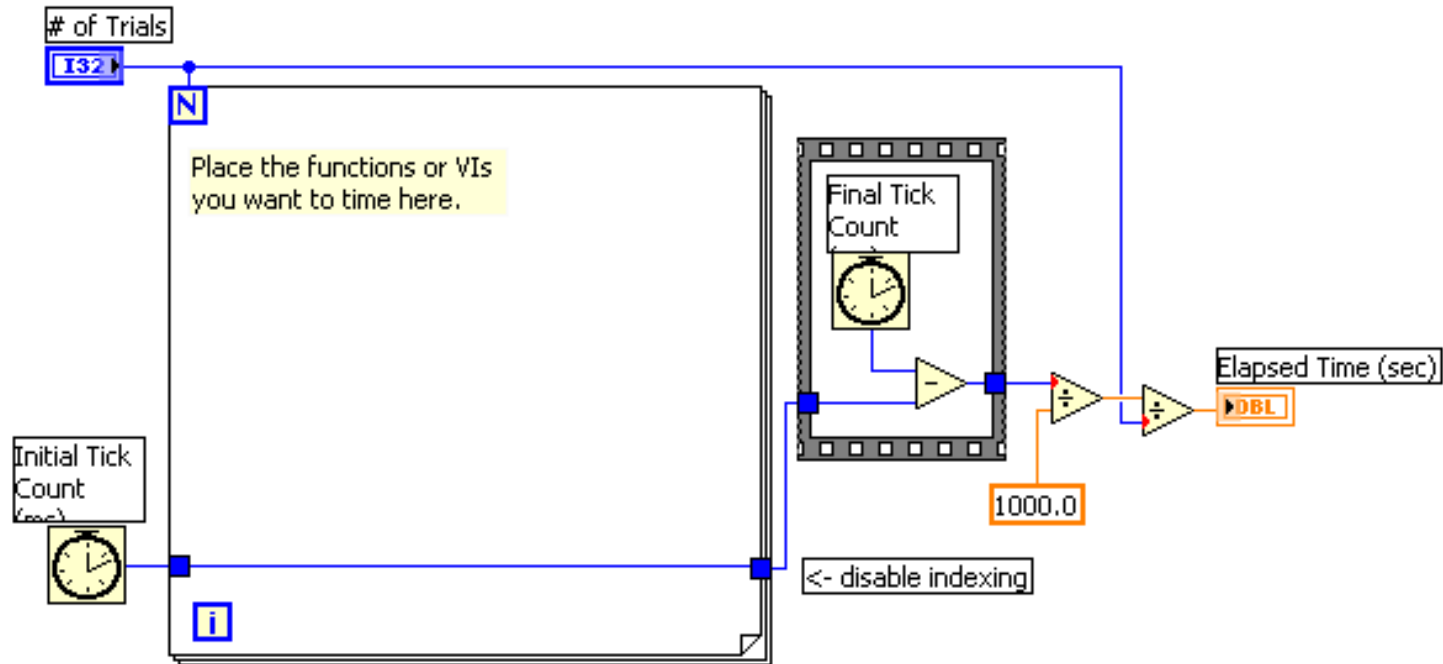 # of Trials
I32
N
Place the functions or VIs
you want to time here.
Final Tick
Count
Elapsed Time (sec)
DBL
Initial Tick
Count
(ms)
1000.0
<- disable indexing
i